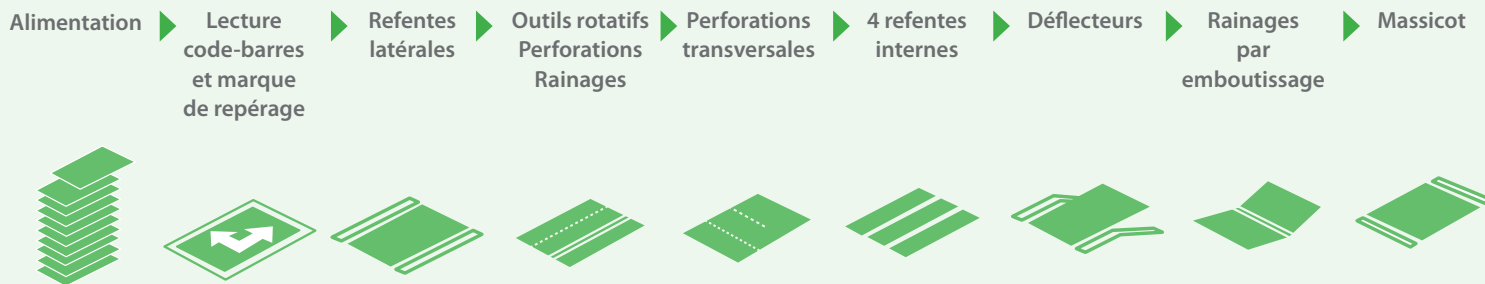 Alimentation
Lecture
code-barres
et marque
de repérage
Refentes
latérales
Outils rotatifs
Perforations
Rainages
Perforations
transversales
4 refentes
internes
Déflecteurs
Rainages
par
emboutissage
Massicot